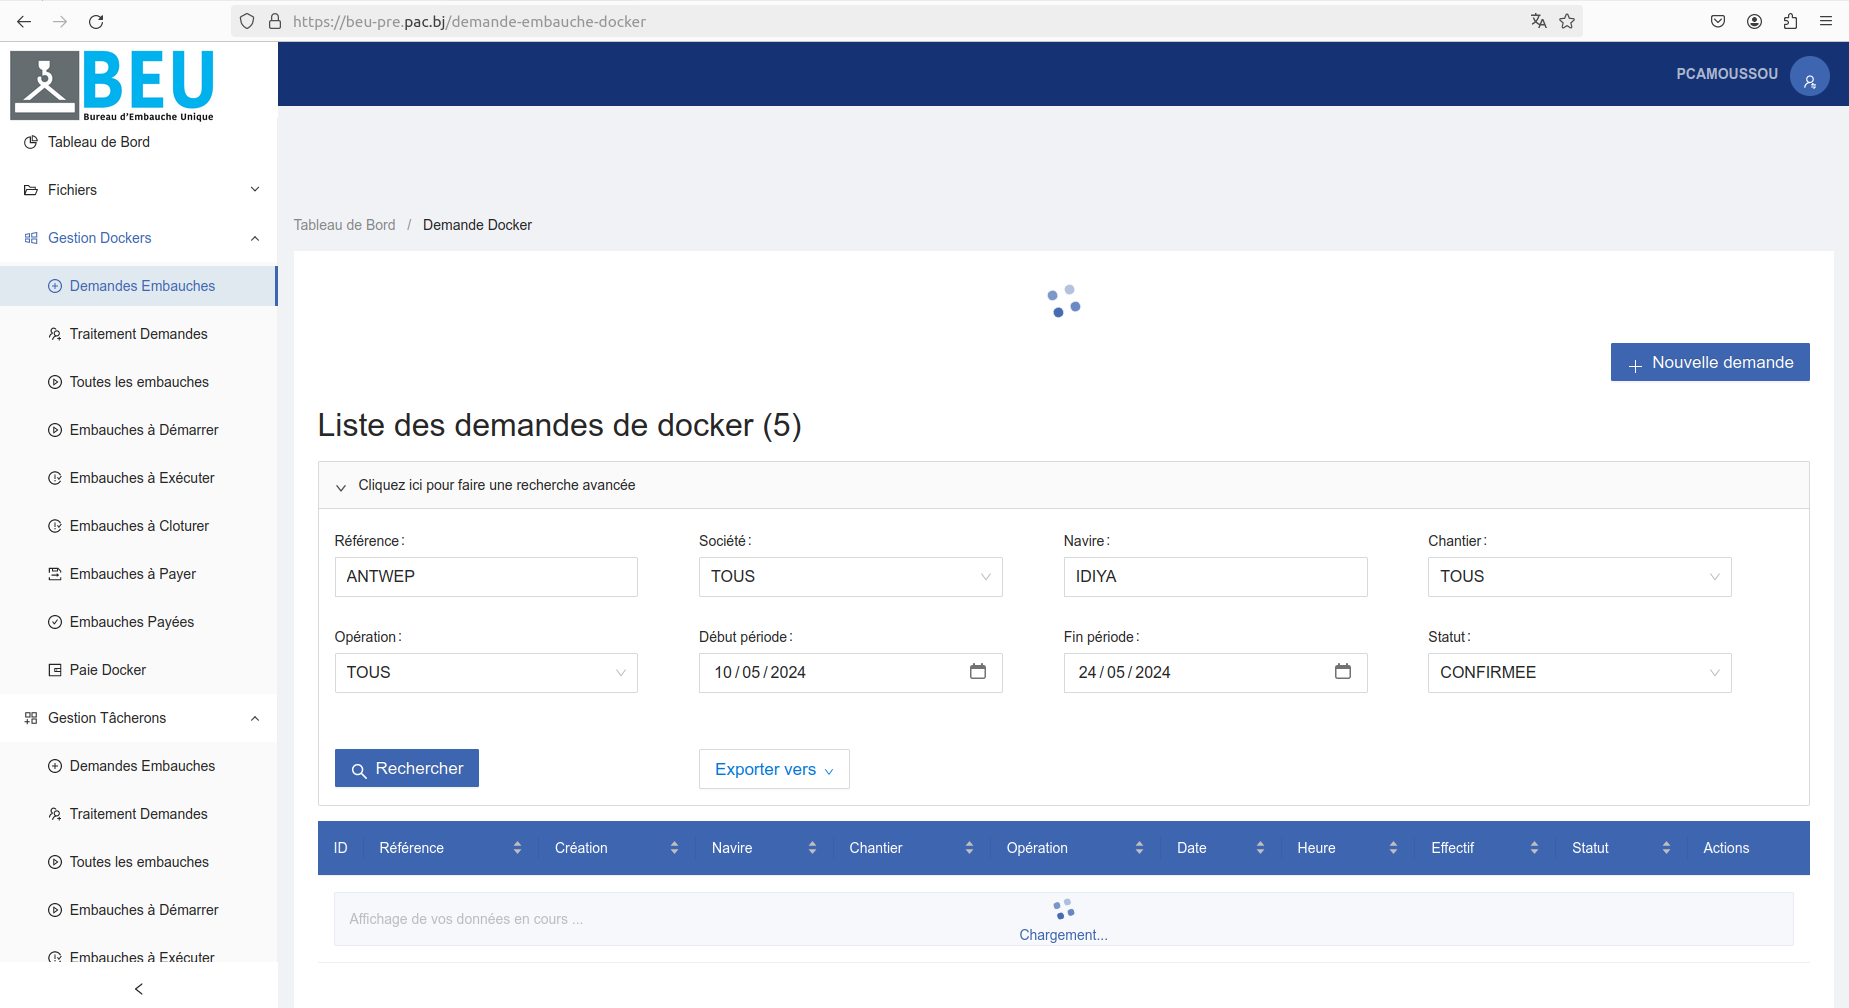 https://beu-pre.pac.bj/demande-embauche-docker
BEU
Bureau d'Embauche Unique
PCAMOUSSOU
Tableau de Bord
Fichiers
Gestion Dockers
Demandes Embauches
Traitement Demandes
Toutes les embauches
Embauches à Démarrer
Embauches à Exécuter
Embauches à Cloturer
Embauches à Payer
Embauches Payées
Paie Docker
Gestion Tâcherons
Demandes Embauches
Traitement Demandes
Toutes les embauches
Embauches à Démarrer
Embauches à Exécuter
Tableau de Bord / Demande Docker
Nouvelle demande
Liste des demandes de docker (5)
Cliquez ici pour faire une recherche avancée
Référence : Société : Navire : Chantier :
ANTWEP TOUS IDIYA TOUS
Opération : Début période : Fin période : Statut :
TOUS 10/05/2024 24/05/2024 CONFIRMEE
Rechercher Exporter vers
ID Référence Création Navire Chantier Opération Date Heure Effectif Statut Actions
Affichage de vos données en cours ...
Chargement...